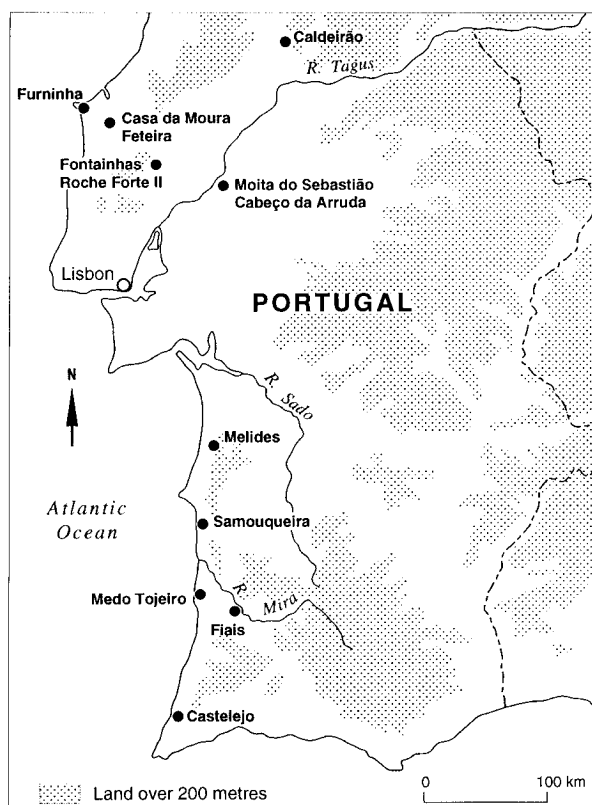 Caldeirão
R. Tagus
Furninha
Casa da Moura
Feteira
Fontainhas
Roche Forte II
Moita do Sebastião
Cabeço da Arruda
Lisbon
PORTUGAL
N
R. Sado
Melides
Atlantic
Ocean
Samouqueira
Medo Tojeiro
R. Mira
Fiais
Castelejo
Land over 200 metres
0 100 km